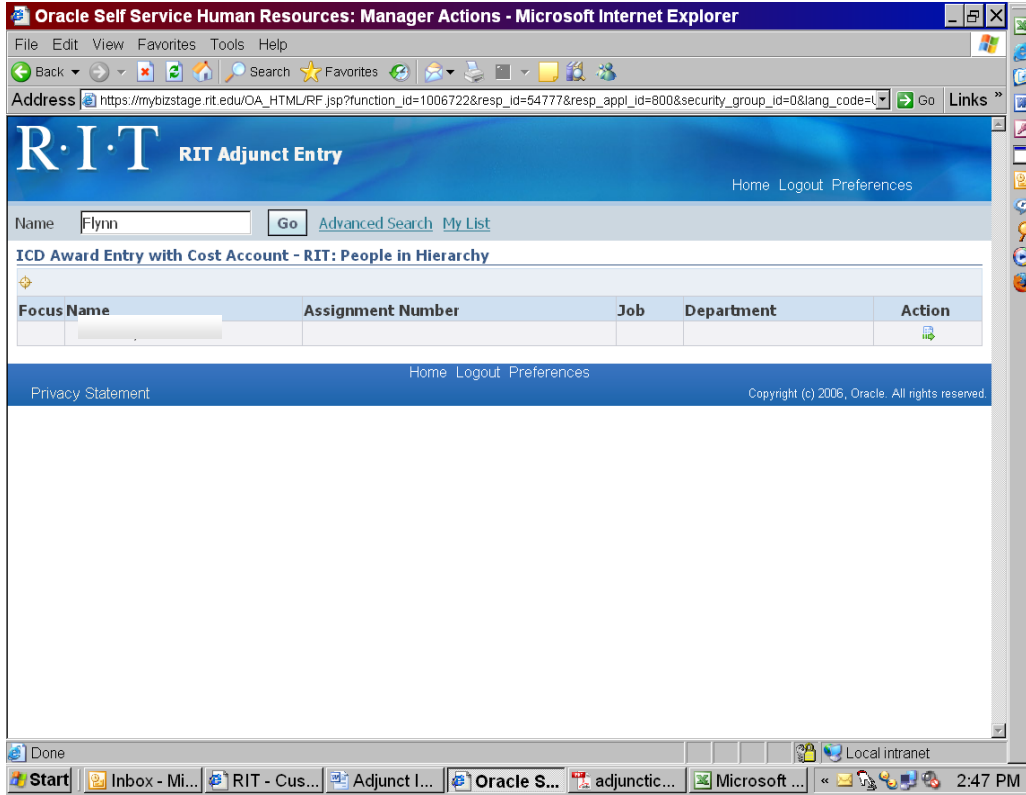 Oracle Self Service Human Resources: Manager Actions - Microsoft Internet Explorer
File Edit View Favorites Tools Help
Back Search Favorites
Address https://mybizstage.rit.edu/OA_HTML/RF.jsp?function_id=1006722&resp_id=54777&resp_appl_id=800&security_group_id=0&lang_code= Go Links »
R·I·T RIT Adjunct Entry
Home Logout Preferences
Name Flynn Go Advanced Search My List
ICD Award Entry with Cost Account - RIT: People in Hierarchy
Focus Name Assignment Number Job Department Action
Home Logout Preferences
Privacy Statement Copyright (c) 2006, Oracle. All rights reserved.
Done Local intranet
Start Inbox - Mi... RIT - Cus... Adjunct I... Oracle S... adjunctic... Microsoft ... « 2:47 PM